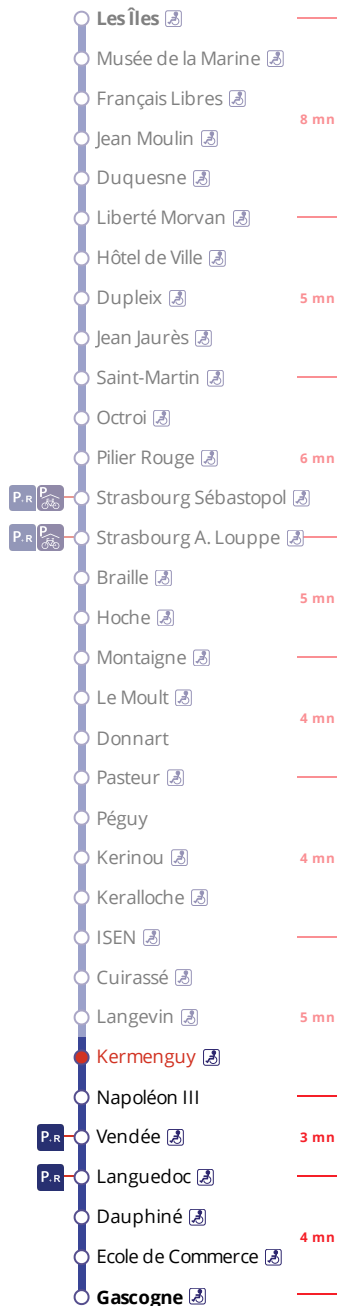 Les Îles
Musée de la Marine
Français Libres
8 mn
Jean Moulin
Duquesne
Liberté Morvan
Hôtel de Ville
Dupleix
5 mn
Jean Jaurès
Saint-Martin
Octroi
Pilier Rouge
6 mn
P+R P Strasbourg Sébastopol
P+R P Strasbourg A. Louppe
Braille
5 mn
Hoche
Montaigne
Le Moult
4 mn
Donnart
Pasteur
Péguy
Kerinou
4 mn
Keralloche
ISEN
Cuirassé
Langevin
5 mn
Kermenguy
Napoléon III
P+R Vendée
3 mn
P+R Languedoc
Dauphiné
4 mn
Ecole de Commerce
Gascogne